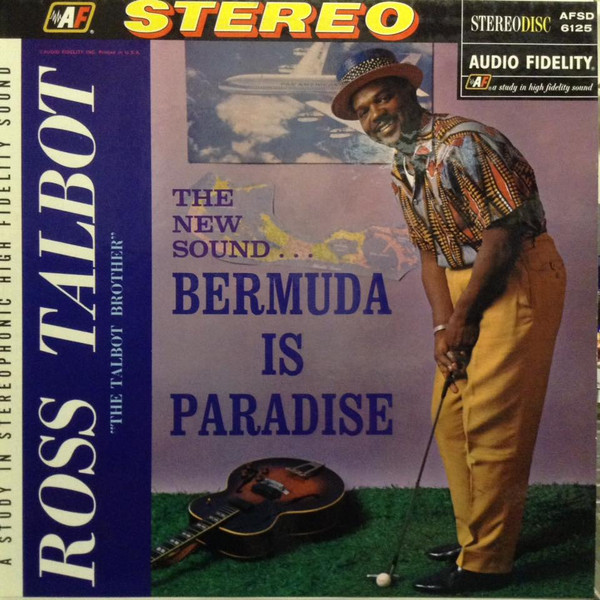 AF
STEREO
STEREODISC
AFSD
6125
AUDIO FIDELITY®
AF® a study in high fidelity sound
A STUDY IN STEREOPHONIC HIGH FIDELITY SOUND
ROSS TALBOT
"THE TALBOT BROTHER"
THE
NEW
SOUND...
BERMUDA
IS
PARADISE